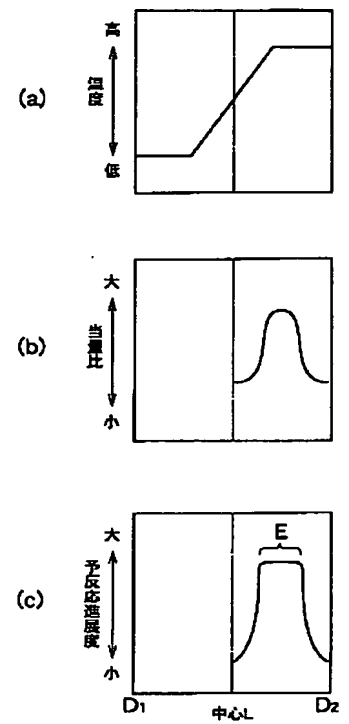 (a)
高
温度
低
(b)
大
当量比
小
(c)
大
予反応進展度
小
E
D1
中心L
D2